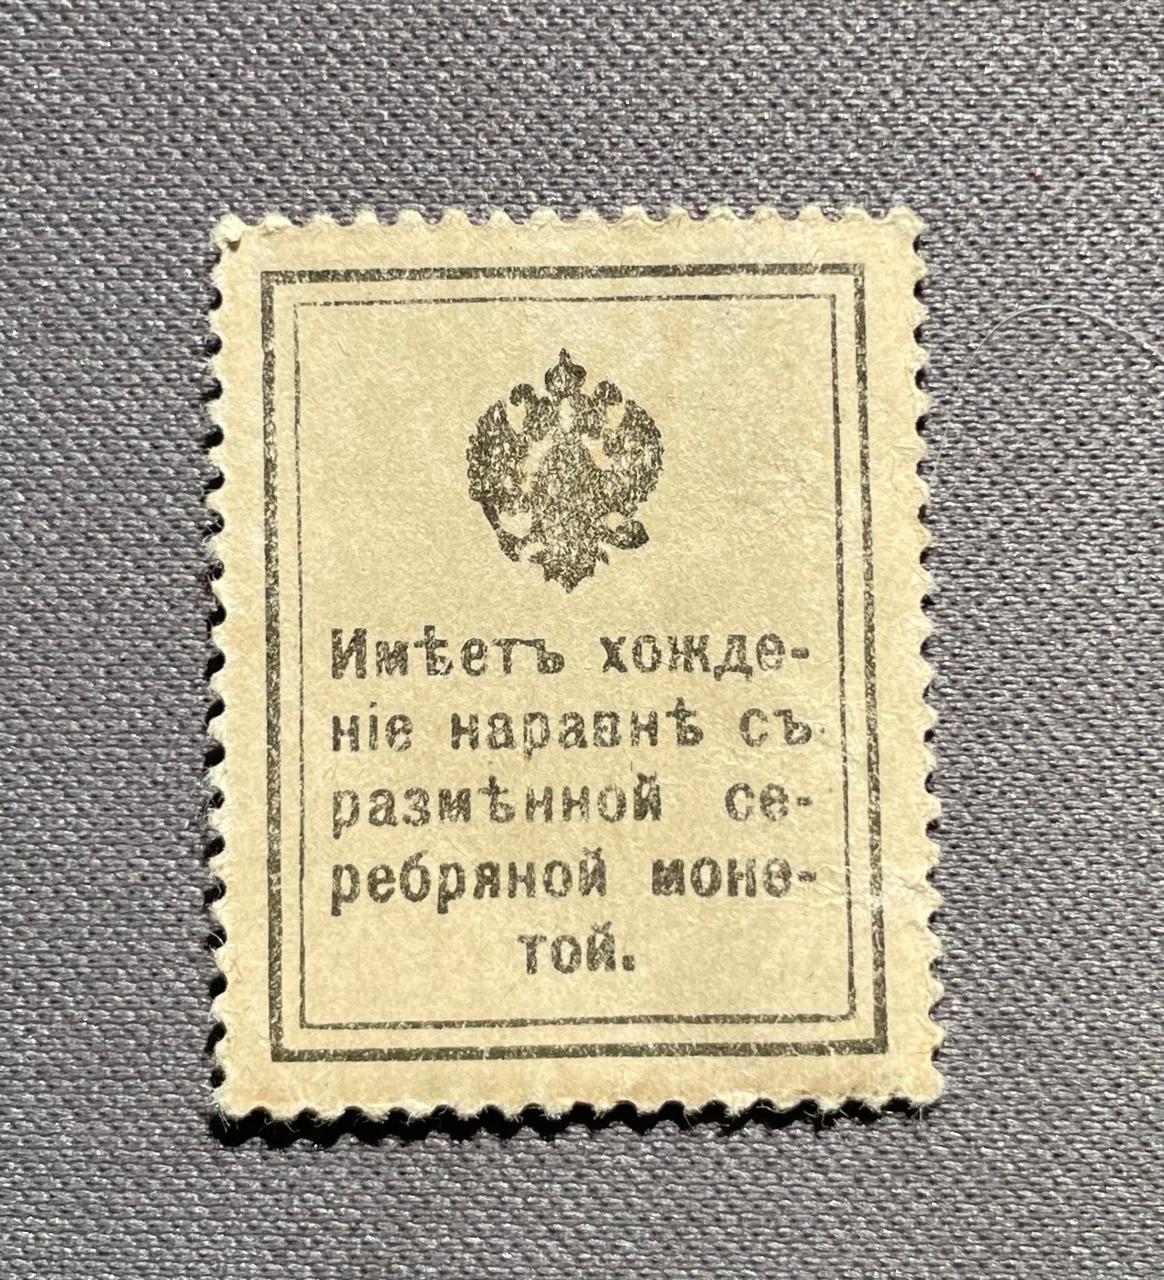 Имѣетъ хожде-
ніе наравнѣ съ
размѣнной се-
ребряной моне-
той.